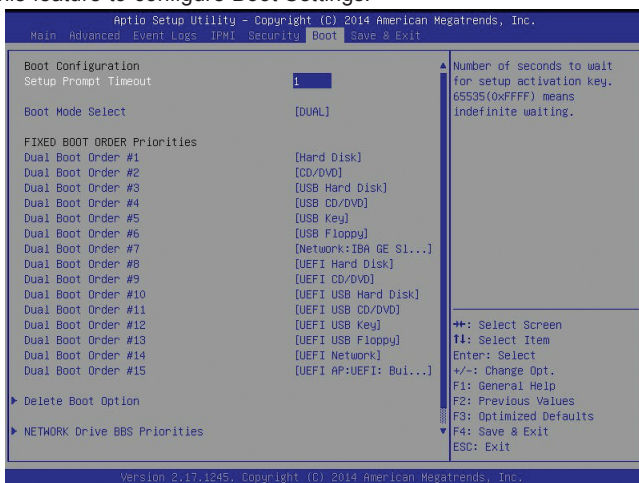 his feature to configure Boot Settings.
Aptio Setup Utility – Copyright (C) 2014 American Megatrends, Inc.
Main Advanced Event Logs IPMI Security Boot Save & Exit
Boot Configuration
Setup Prompt Timeout 1
Boot Mode Select [DUAL]
FIXED BOOT ORDER Priorities
Dual Boot Order #1 [Hard Disk]
Dual Boot Order #2 [CD/DVD]
Dual Boot Order #3 [USB Hard Disk]
Dual Boot Order #4 [USB CD/DVD]
Dual Boot Order #5 [USB Key]
Dual Boot Order #6 [USB Floppy]
Dual Boot Order #7 [Network:IBA GE Sl...]
Dual Boot Order #8 [UEFI Hard Disk]
Dual Boot Order #9 [UEFI CD/DVD]
Dual Boot Order #10 [UEFI USB Hard Disk]
Dual Boot Order #11 [UEFI USB CD/DVD]
Dual Boot Order #12 [UEFI USB Key]
Dual Boot Order #13 [UEFI USB Floppy]
Dual Boot Order #14 [UEFI Network]
Dual Boot Order #15 [UEFI AP:UEFI: Bui...]
▶ Delete Boot Option
▶ NETWORK Drive BBS Priorities
Number of seconds to wait
for setup activation key.
65535(0xFFFF) means
indefinite waiting.
→←: Select Screen
↑↓: Select Item
Enter: Select
+/-: Change Opt.
F1: General Help
F2: Previous Values
F3: Optimized Defaults
F4: Save & Exit
ESC: Exit
Version 2.17.1245. Copyright (C) 2014 American Megatrends, Inc.